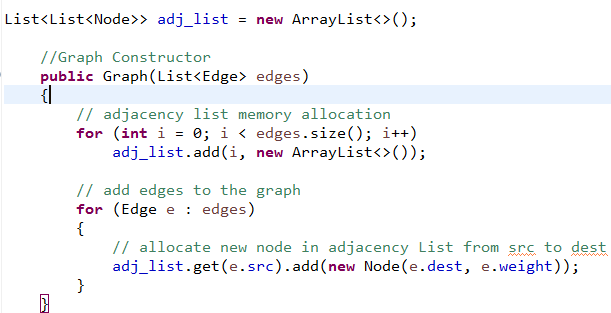 List<List<Node>> adj_list = new ArrayList<>();
//Graph Constructor
public Graph(List<Edge> edges)
{
// adjacency list memory allocation
for (int i = 0; i < edges.size(); i++)
adj_list.add(i, new ArrayList<>());
// add edges to the graph
for (Edge e : edges)
{
// allocate new node in adjacency List from src to dest
adj_list.get(e.src).add(new Node(e.dest, e.weight));
}
}